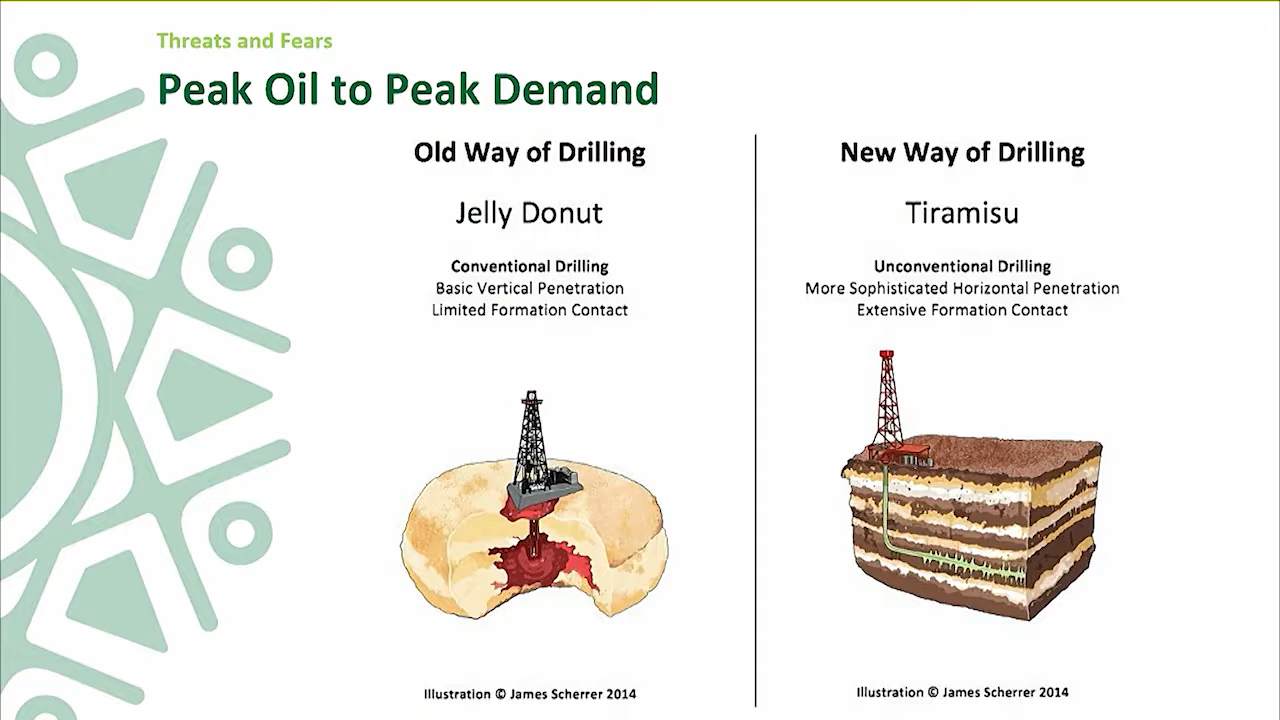 Threats and Fears
Peak Oil to Peak Demand
Old Way of Drilling
Jelly Donut
Conventional Drilling
Basic Vertical Penetration
Limited Formation Contact
Illustration © James Scherrer 2014
New Way of Drilling
Tiramisu
Unconventional Drilling
More Sophisticated Horizontal Penetration
Extensive Formation Contact
Illustration © James Scherrer 2014